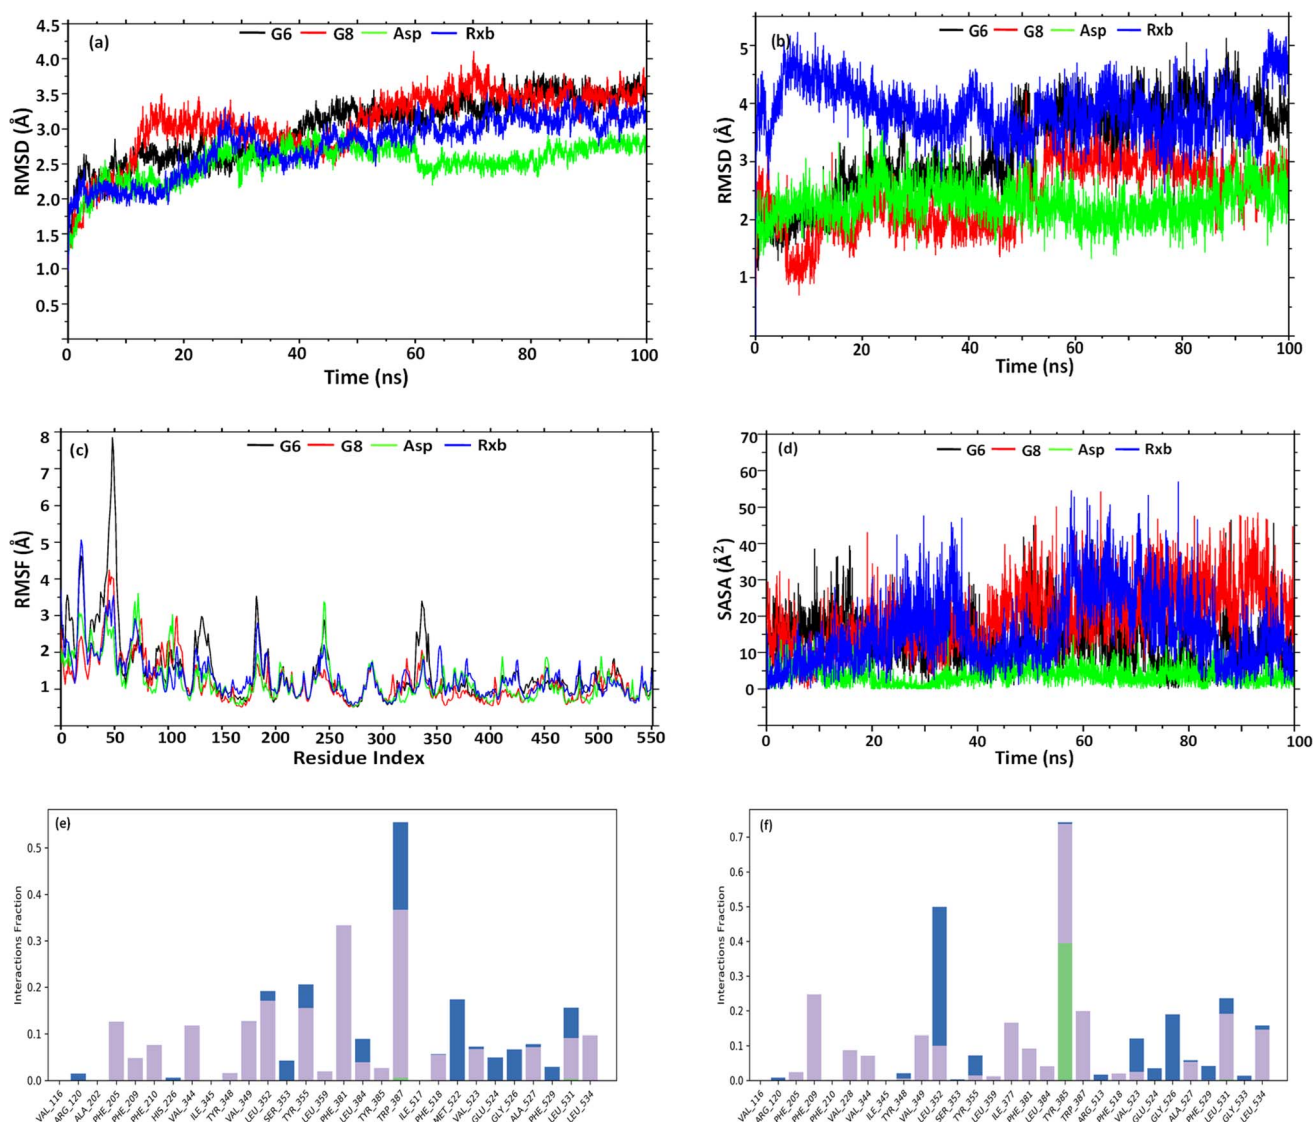 (a)
G6 G8 Asp Rxb
RMSD (Å)
4.5
4.0
3.5
3.0
2.5
2.0
1.5
1.0
0.5
0 20 40 60 80 100
Time (ns)
(b)
G6 G8 Asp Rxb
RMSD (Å)
5
4
3
2
1
0 20 40 60 80 100
Time (ns)
(c)
G6 G8 Asp Rxb
RMSF (Å)
8
7
6
5
4
3
2
1
0 50 100 150 200 250 300 350 400 450 500 550
Residue Index
(d)
G6 G8 Asp Rxb
SASA (Å²)
70
60
50
40
30
20
10
0
0 20 40 60 80 100
Time (ns)
(e)
Interactions Fraction
0.5
0.4
0.3
0.2
0.1
0.0
VAL_116
ARG_120
ALA_202
PHE_205
PHE_209
PHE_210
HIS_226
VAL_344
ILE_345
TYR_348
VAL_349
LEU_352
SER_353
TYR_355
LEU_359
PHE_381
LEU_384
TYR_385
TRP_387
ILE_517
PHE_518
MET_522
VAL_523
GLU_524
GLY_526
ALA_527
PHE_529
LEU_531
LEU_534
(f)
Interactions Fraction
0.7
0.6
0.5
0.4
0.3
0.2
0.1
0.0
VAL_116
ARG_120
PHE_205
PHE_209
PHE_210
VAL_228
VAL_344
ILE_345
TYR_348
VAL_349
LEU_352
SER_353
TYR_355
LEU_359
ILE_377
PHE_381
LEU_384
TYR_385
TRP_387
ARG_513
PHE_518
VAL_523
GLU_524
GLY_526
ALA_527
PHE_529
LEU_531
GLY_533
LEU_534